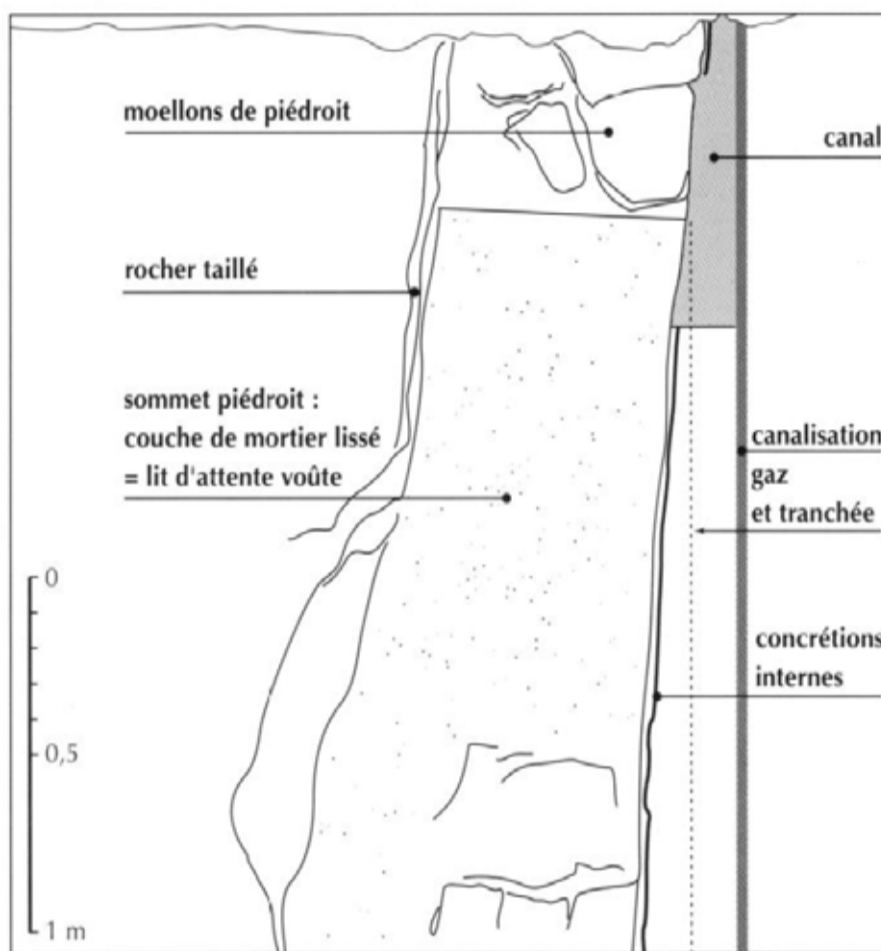 moellons de piédroit
canal
rocher taillé
sommet piédroit :
couche de mortier lissé
= lit d'attente voûte
canalisation
gaz
et tranchée
concrétions
internes
0
0,5
1 m